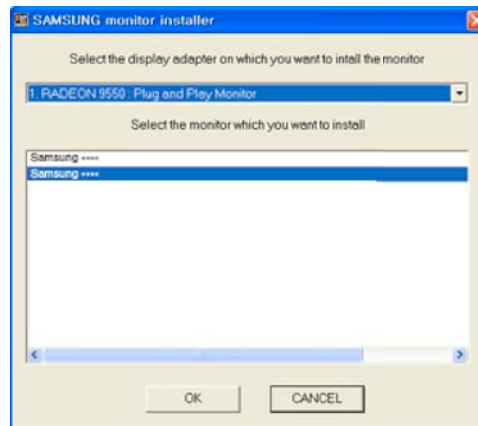 SAMSUNG monitor installer
Select the display adapter on which you want to intall the monitor
1. RADEON 9550 : Plug and Play Monitor
Select the monitor which you want to install
Samsung ----
Samsung ----
OK
CANCEL